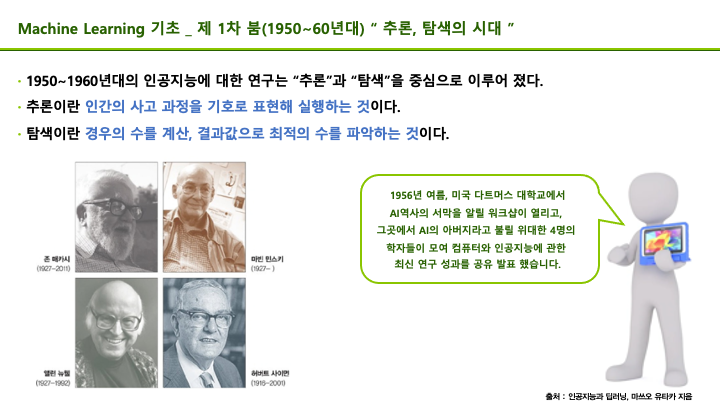 Machine Learning 기초 _ 제 1차 붐(1950~60년대) “ 추론, 탐색의 시대 ”
· 1950~1960년대의 인공지능에 대한 연구는 “추론”과 “탐색”을 중심으로 이루어 졌다.
· 추론이란 인간의 사고 과정을 기호로 표현해 실행하는 것이다.
· 탐색이란 경우의 수를 계산, 결과값으로 최적의 수를 파악하는 것이다.
존 매카시
(1927~2011)
마빈 민스키
(1927~ )
앨런 뉴웰
(1927~1992)
허버트 사이먼
(1916~2001)
1956년 여름, 미국 다트머스 대학교에서
AI역사의 서막을 알릴 워크샵이 열리고,
그곳에서 AI의 아버지라고 불릴 위대한 4명의
학자들이 모여 컴퓨터와 인공지능에 관한
최신 연구 성과를 공유 발표 했습니다.
출처 : 인공지능과 딥러닝, 마쓰오 유타카 지음